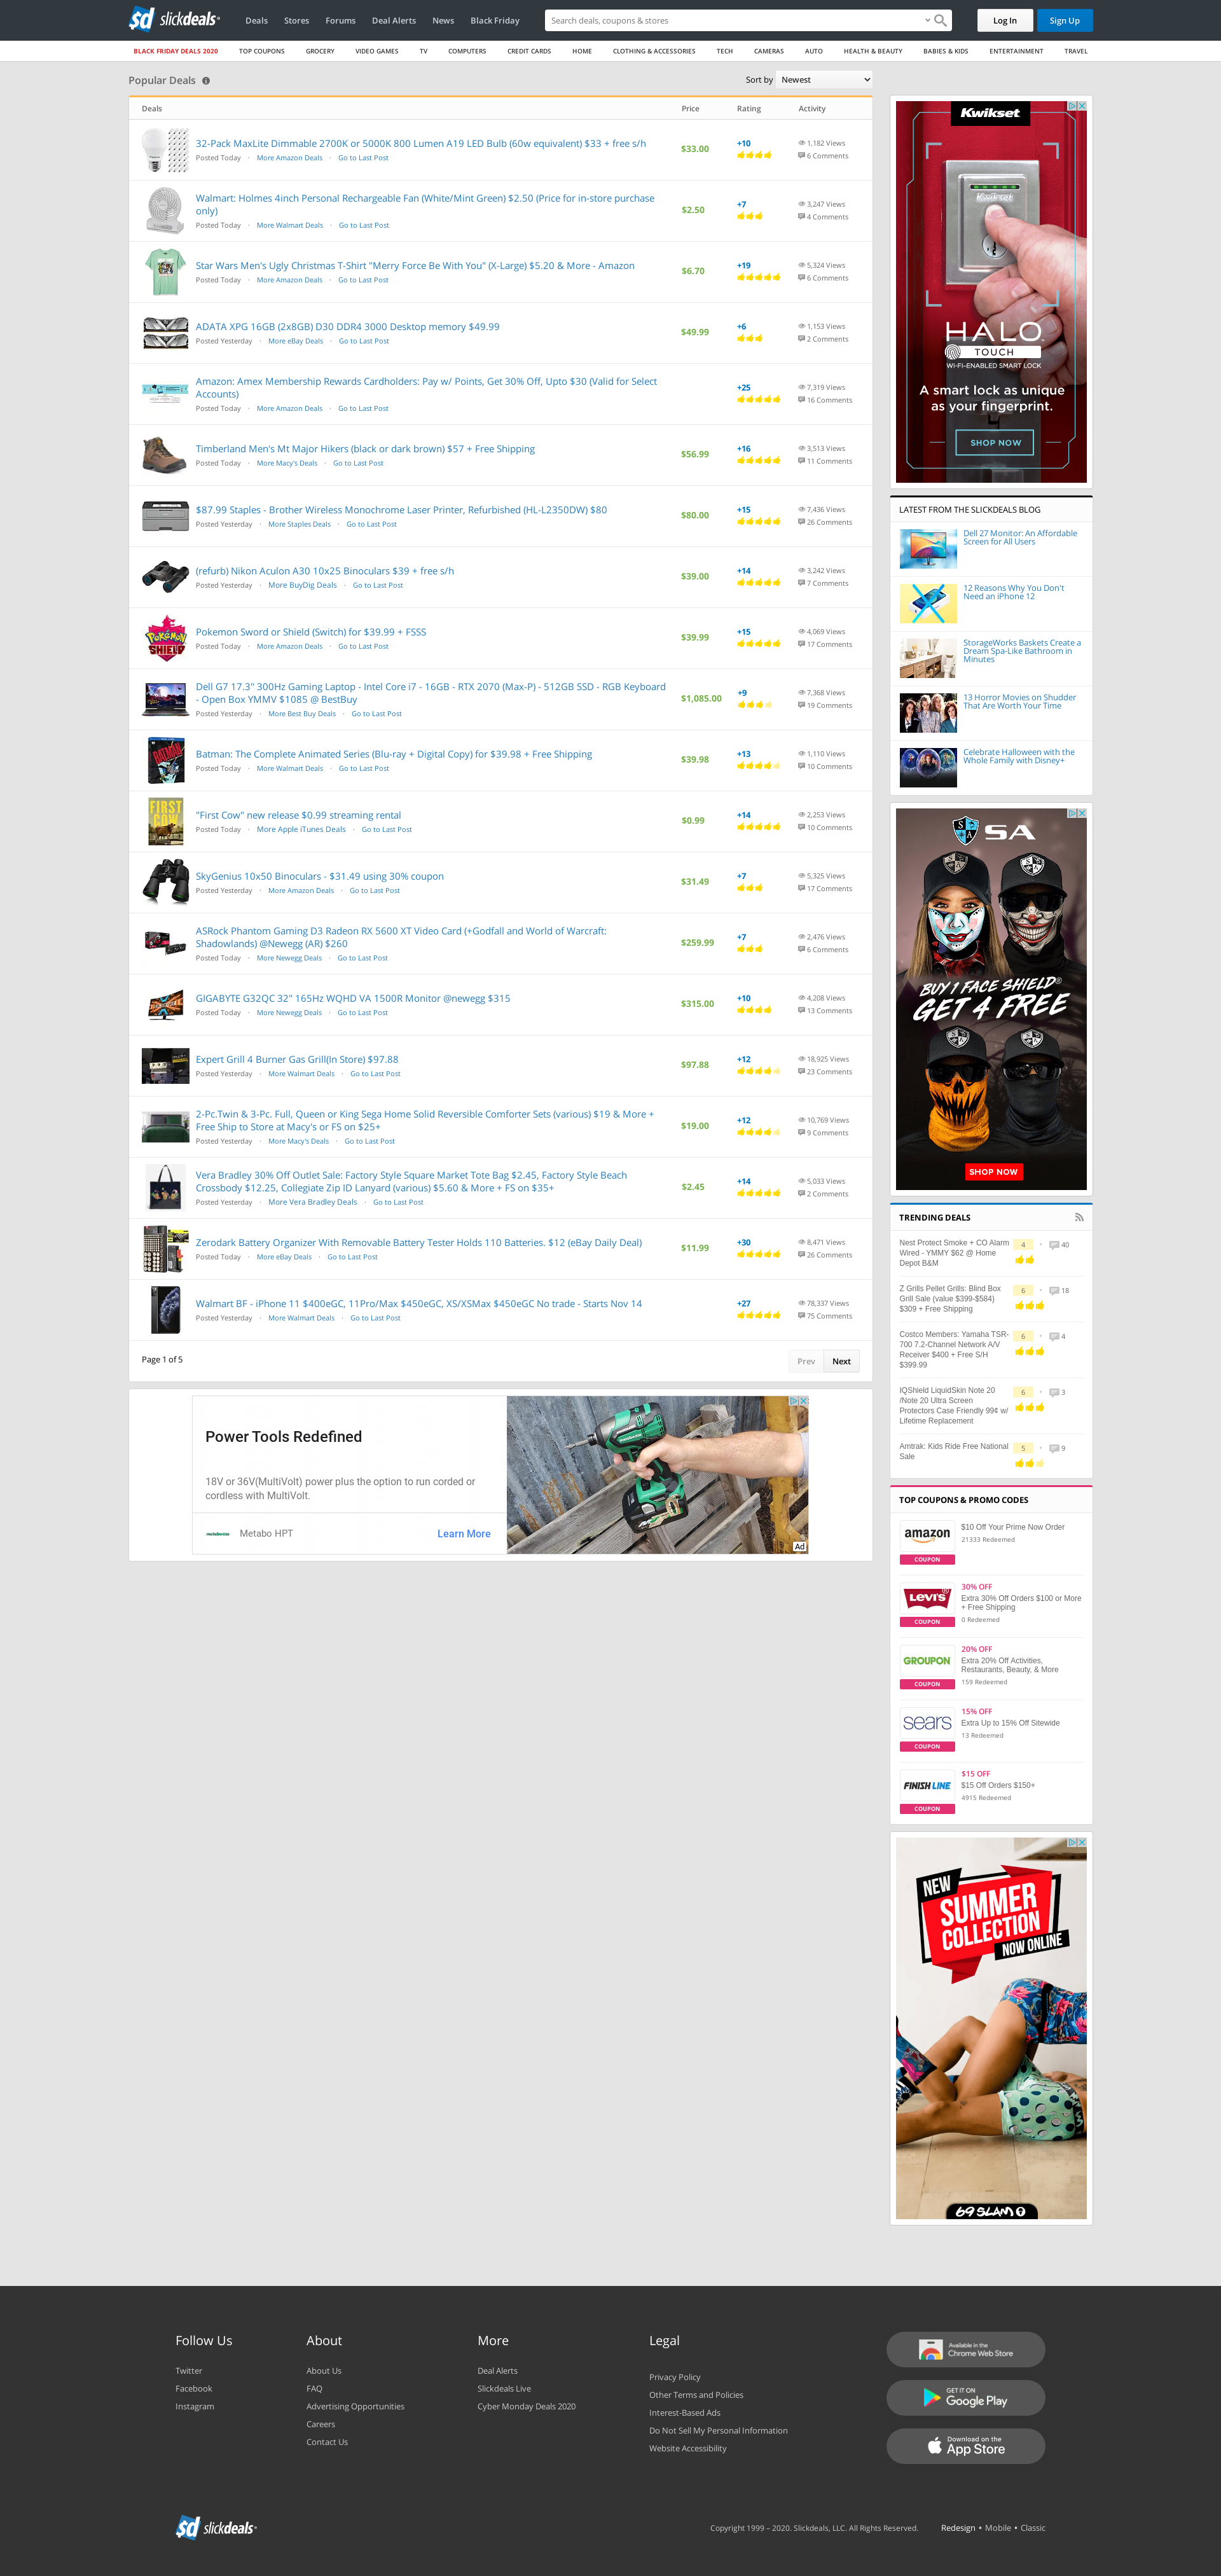 sd slickdeals
Deals Stores Forums Deal Alerts News Black Friday
Search deals, coupons & stores
Log In Sign Up
BLACK FRIDAY DEALS 2020 TOP COUPONS GROCERY VIDEO GAMES TV COMPUTERS CREDIT CARDS HOME CLOTHING & ACCESSORIES TECH CAMERAS AUTO HEALTH & BEAUTY BABIES & KIDS ENTERTAINMENT TRAVEL
Popular Deals
Sort by Newest
Deals Price Rating Activity
32-Pack MaxLite Dimmable 2700K or 5000K 800 Lumen A19 LED Bulb (60w equivalent) $33 + free s/h
Posted Today · More Amazon Deals · Go to Last Post
$33.00
+10
1,182 Views
6 Comments
Walmart: Holmes 4inch Personal Rechargeable Fan (White/Mint Green) $2.50 (Price for in-store purchase
only)
Posted Today · More Walmart Deals · Go to Last Post
$2.50
+7
3,247 Views
4 Comments
Star Wars Men's Ugly Christmas T-Shirt "Merry Force Be With You" (X-Large) $5.20 & More - Amazon
Posted Today · More Amazon Deals · Go to Last Post
$6.70
+19
5,324 Views
6 Comments
ADATA XPG 16GB (2x8GB) D30 DDR4 3000 Desktop memory $49.99
Posted Yesterday · More eBay Deals · Go to Last Post
$49.99
+6
1,153 Views
2 Comments
Amazon: Amex Membership Rewards Cardholders: Pay w/ Points, Get 30% Off, Upto $30 (Valid for Select
Accounts)
Posted Today · More Amazon Deals · Go to Last Post
+25
7,319 Views
16 Comments
Timberland Men's Mt Major Hikers (black or dark brown) $57 + Free Shipping
Posted Today · More Macy's Deals · Go to Last Post
$56.99
+16
3,513 Views
11 Comments
$87.99 Staples - Brother Wireless Monochrome Laser Printer, Refurbished (HL-L2350DW) $80
Posted Yesterday · More Staples Deals · Go to Last Post
$80.00
+15
7,436 Views
26 Comments
(refurb) Nikon Aculon A30 10x25 Binoculars $39 + free s/h
Posted Yesterday · More BuyDig Deals · Go to Last Post
$39.00
+14
3,242 Views
7 Comments
Pokemon Sword or Shield (Switch) for $39.99 + FSSS
Posted Today · More Amazon Deals · Go to Last Post
$39.99
+15
4,069 Views
17 Comments
Dell G7 17.3" 300Hz Gaming Laptop - Intel Core i7 - 16GB - RTX 2070 (Max-P) - 512GB SSD - RGB Keyboard
- Open Box YMMV $1085 @ BestBuy
Posted Yesterday · More Best Buy Deals · Go to Last Post
$1,085.00
+9
7,368 Views
19 Comments
Batman: The Complete Animated Series (Blu-ray + Digital Copy) for $39.98 + Free Shipping
Posted Today · More Walmart Deals · Go to Last Post
$39.98
+13
1,110 Views
10 Comments
FIRST COW
"First Cow" new release $0.99 streaming rental
Posted Today · More Apple iTunes Deals · Go to Last Post
$0.99
+14
2,253 Views
10 Comments
SkyGenius 10x50 Binoculars - $31.49 using 30% coupon
Posted Yesterday · More Amazon Deals · Go to Last Post
$31.49
+7
5,325 Views
17 Comments
ASRock Phantom Gaming D3 Radeon RX 5600 XT Video Card (+Godfall and World of Warcraft:
Shadowlands) @Newegg (AR) $260
Posted Today · More Newegg Deals · Go to Last Post
$259.99
+7
2,476 Views
6 Comments
GIGABYTE G32QC 32" 165Hz WQHD VA 1500R Monitor @newegg $315
Posted Today · More Newegg Deals · Go to Last Post
$315.00
+10
4,208 Views
13 Comments
Expert Grill 4 Burner Gas Grill(In Store) $97.88
Posted Yesterday · More Walmart Deals · Go to Last Post
$97.88
+12
18,925 Views
23 Comments
2-Pc.Twin & 3-Pc. Full, Queen or King Sega Home Solid Reversible Comforter Sets (various) $19 & More +
Free Ship to Store at Macy's or FS on $25+
Posted Yesterday · More Macy's Deals · Go to Last Post
$19.00
+12
10,769 Views
9 Comments
Vera Bradley 30% Off Outlet Sale: Factory Style Square Market Tote Bag $2.45, Factory Style Beach
Crossbody $12.25, Collegiate Zip ID Lanyard (various) $5.60 & More + FS on $35+
Posted Yesterday · More Vera Bradley Deals · Go to Last Post
$2.45
+14
5,033 Views
2 Comments
Zerodark Battery Organizer With Removable Battery Tester Holds 110 Batteries. $12 (eBay Daily Deal)
Posted Today · More eBay Deals · Go to Last Post
$11.99
+30
8,471 Views
26 Comments
Walmart BF - iPhone 11 $400eGC, 11Pro/Max $450eGC, XS/XSMax $450eGC No trade - Starts Nov 14
Posted Yesterday · More Walmart Deals · Go to Last Post
+27
78,337 Views
75 Comments
Page 1 of 5
Prev Next
Power Tools Redefined
18V or 36V(MultiVolt) power plus the option to run corded or
cordless with MultiVolt.
Metabo HPT
Learn More
Ad
Kwikset
Kwikset
HALO
TOUCH
WI-FI-ENABLED SMART LOCK
A smart lock as unique
as your fingerprint.
SHOP NOW
LATEST FROM THE SLICKDEALS BLOG
Dell 27 Monitor: An Affordable
Screen for All Users
12 Reasons Why You Don't
Need an iPhone 12
StorageWorks Baskets Create a
Dream Spa-Like Bathroom in
Minutes
13 Horror Movies on Shudder
That Are Worth Your Time
Celebrate Halloween with the
Whole Family with Disney+
SA
BUY 1 FACE SHIELD®
GET 4 FREE
SHOP NOW
TRENDING DEALS
Nest Protect Smoke + CO Alarm
Wired - YMMY $62 @ Home
Depot B&M
4 · 40
Z Grills Pellet Grills: Blind Box
Grill Sale (value $399-$584)
$309 + Free Shipping
6 · 18
Costco Members: Yamaha TSR-
700 7.2-Channel Network A/V
Receiver $400 + Free S/H
$399.99
6 · 4
IQShield LiquidSkin Note 20
/Note 20 Ultra Screen
Protectors Case Friendly 99¢ w/
Lifetime Replacement
6 · 3
Amtrak: Kids Ride Free National
Sale
5 · 9
TOP COUPONS & PROMO CODES
amazon
COUPON
$10 Off Your Prime Now Order
21333 Redeemed
LEVI'S
COUPON
30% OFF
Extra 30% Off Orders $100 or More
+ Free Shipping
0 Redeemed
GROUPON
COUPON
20% OFF
Extra 20% Off Activities,
Restaurants, Beauty, & More
159 Redeemed
sears
COUPON
15% OFF
Extra Up to 15% Off Sitewide
13 Redeemed
FINISH LINE
COUPON
$15 OFF
$15 Off Orders $150+
4915 Redeemed
NEW
SUMMER
COLLECTION
NOW ONLINE
69 SLAM
Follow Us
Twitter
Facebook
Instagram
About
About Us
FAQ
Advertising Opportunities
Careers
Contact Us
More
Deal Alerts
Slickdeals Live
Cyber Monday Deals 2020
Legal
Privacy Policy
Other Terms and Policies
Interest-Based Ads
Do Not Sell My Personal Information
Website Accessibility
Available in the
Chrome Web Store
GET IT ON
Google Play
Download on the
App Store
sd slickdeals
Copyright 1999 – 2020. Slickdeals, LLC. All Rights Reserved. Redesign • Mobile • Classic